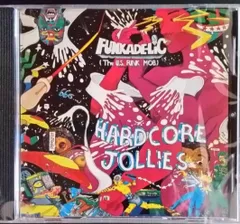 FUNKADELIC
(The U.S. FUNK MOB)
HARDCORE
JOLLIES